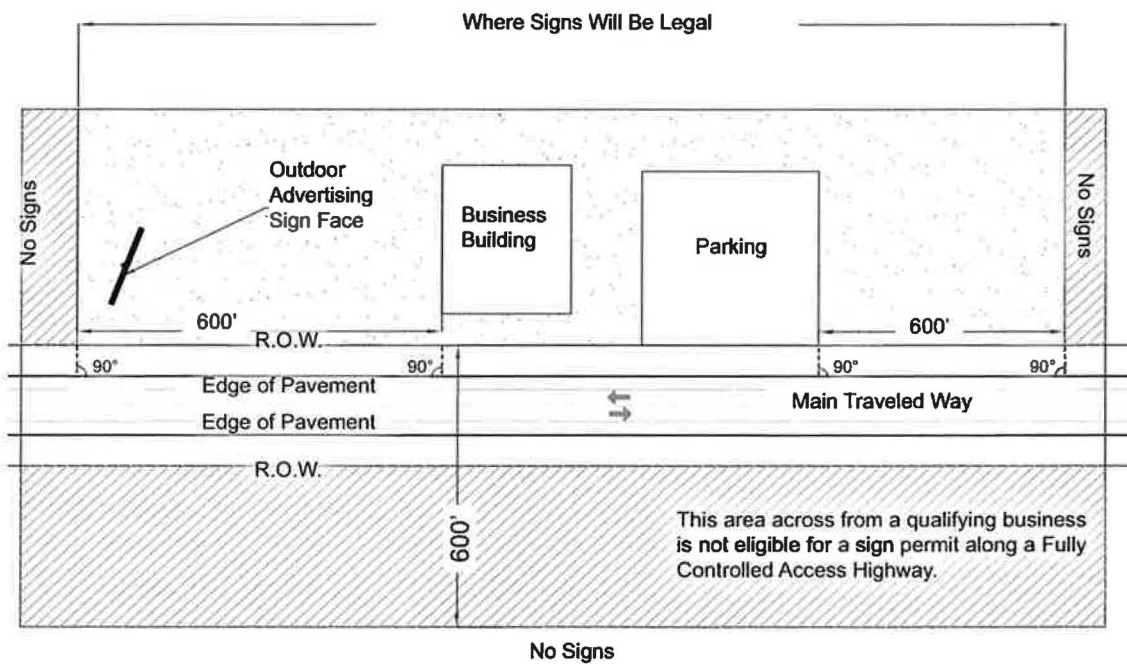 Where Signs Will Be Legal
No Signs
Outdoor
Advertising
Sign Face
Business
Building
Parking
No Signs
600'
600'
R.O.W.
90°
90°
90°
90°
Edge of Pavement
Main Traveled Way
Edge of Pavement
R.O.W.
600'
This area across from a qualifying business
is not eligible for a sign permit along a Fully
Controlled Access Highway.
No Signs